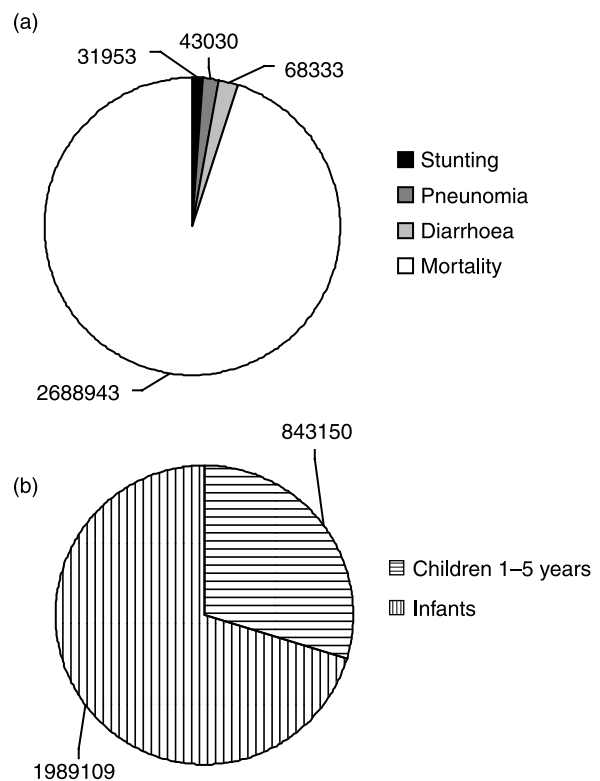 (a)
43030
31953
68333
Stunting
Pneunomia
Diarrhoea
Mortality
2688943
843150
(b)
Children 1–5 years
Infants
1989109